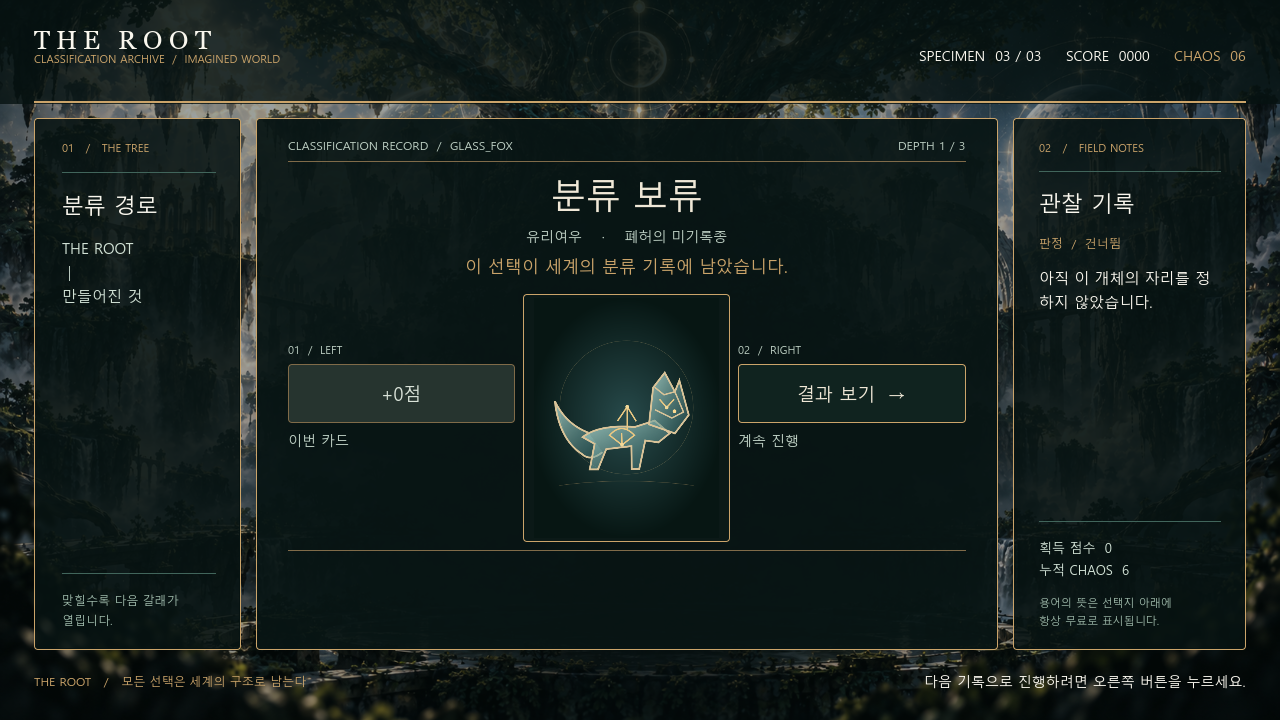 THE ROOT
CLASSIFICATION ARCHIVE / IMAGINED WORLD
SPECIMEN 03 / 03 SCORE 0000 CHAOS 06
01 / THE TREE
분류 경로
THE ROOT
|
만들어진 것
맞힐수록 다음 갈래가
열립니다.
CLASSIFICATION RECORD / GLASS_FOX
DEPTH 1 / 3
분류 보류
유리여우 · 폐허의 미기록종
이 선택이 세계의 분류 기록에 남았습니다.
01 / LEFT
+0점
이번 카드
02 / RIGHT
결과 보기 →
계속 진행
02 / FIELD NOTES
관찰 기록
판정 / 건너뜀
아직 이 개체의 자리를 정
하지 않았습니다.
획득 점수 0
누적 CHAOS 6
용어의 뜻은 선택지 아래에
항상 무료로 표시됩니다.
THE ROOT / 모든 선택은 세계의 구조로 남는다
다음 기록으로 진행하려면 오른쪽 버튼을 누르세요.